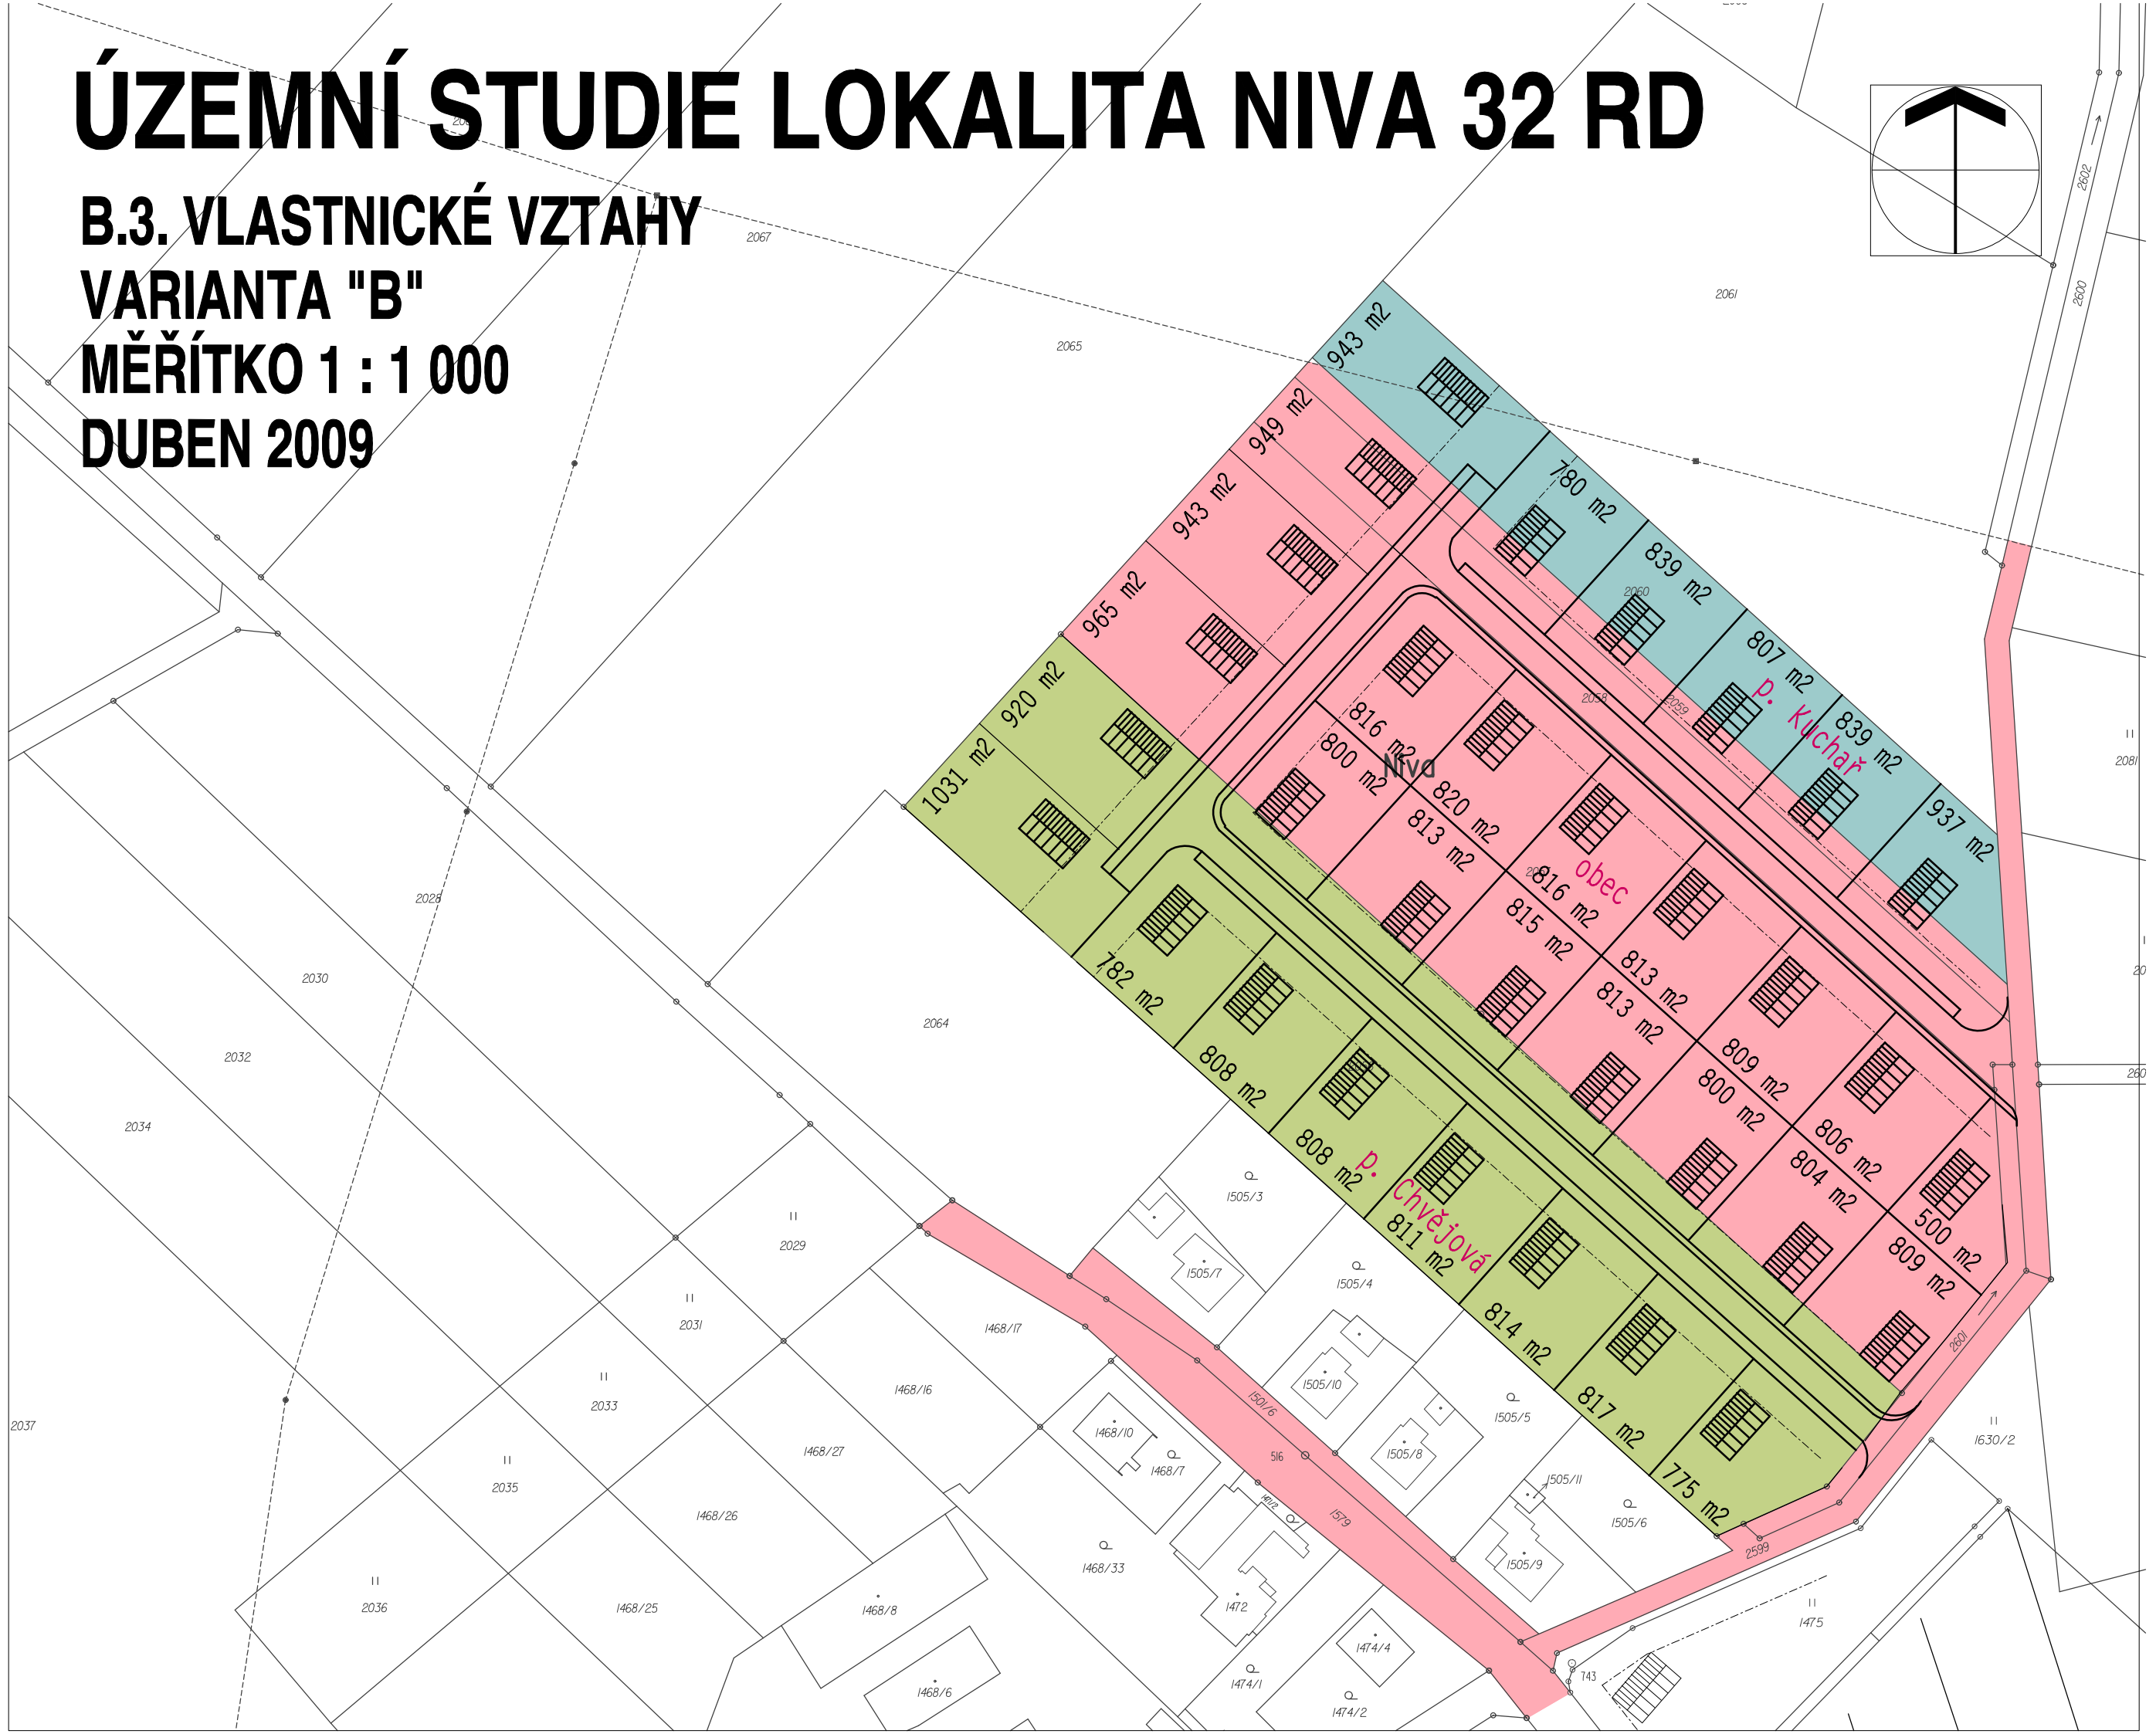 ÚZEMNÍ STUDIE LOKALITA NIVA 32 RD
B.3. VLASTNICKÉ VZTAHY
VARIANTA "B"
MĚŘÍTKO 1 : 1 000
DUBEN 2009
2067
2065
2061
2602
2600
943 m2
949 m2
943 m2
965 m2
920 m2
1031 m2
780 m2
839 m2
807 m2
839 m2
937 m2
2060
2059
2058
p. Kuchař
816 m2
820 m2
816 m2
813 m2
809 m2
806 m2
500 m2
800 m2
813 m2
815 m2
813 m2
800 m2
804 m2
809 m2
Niva
obec
782 m2
808 m2
808 m2
811 m2
814 m2
817 m2
775 m2
p. Chvějová
2081
2601
2599
2028
2030
2032
2034
2037
2064
2029
2031
2033
2035
2036
1505/3
1505/7
1505/4
1505/10
1505/5
1505/8
1505/11
1505/6
1505/9
1501/6
516
1579
1468/17
1468/16
1468/27
1468/26
1468/25
1468/10
1468/7
1471/2
1468/33
1468/8
1468/6
1472
1474/4
1474/1
1474/2
743
1475
1630/2